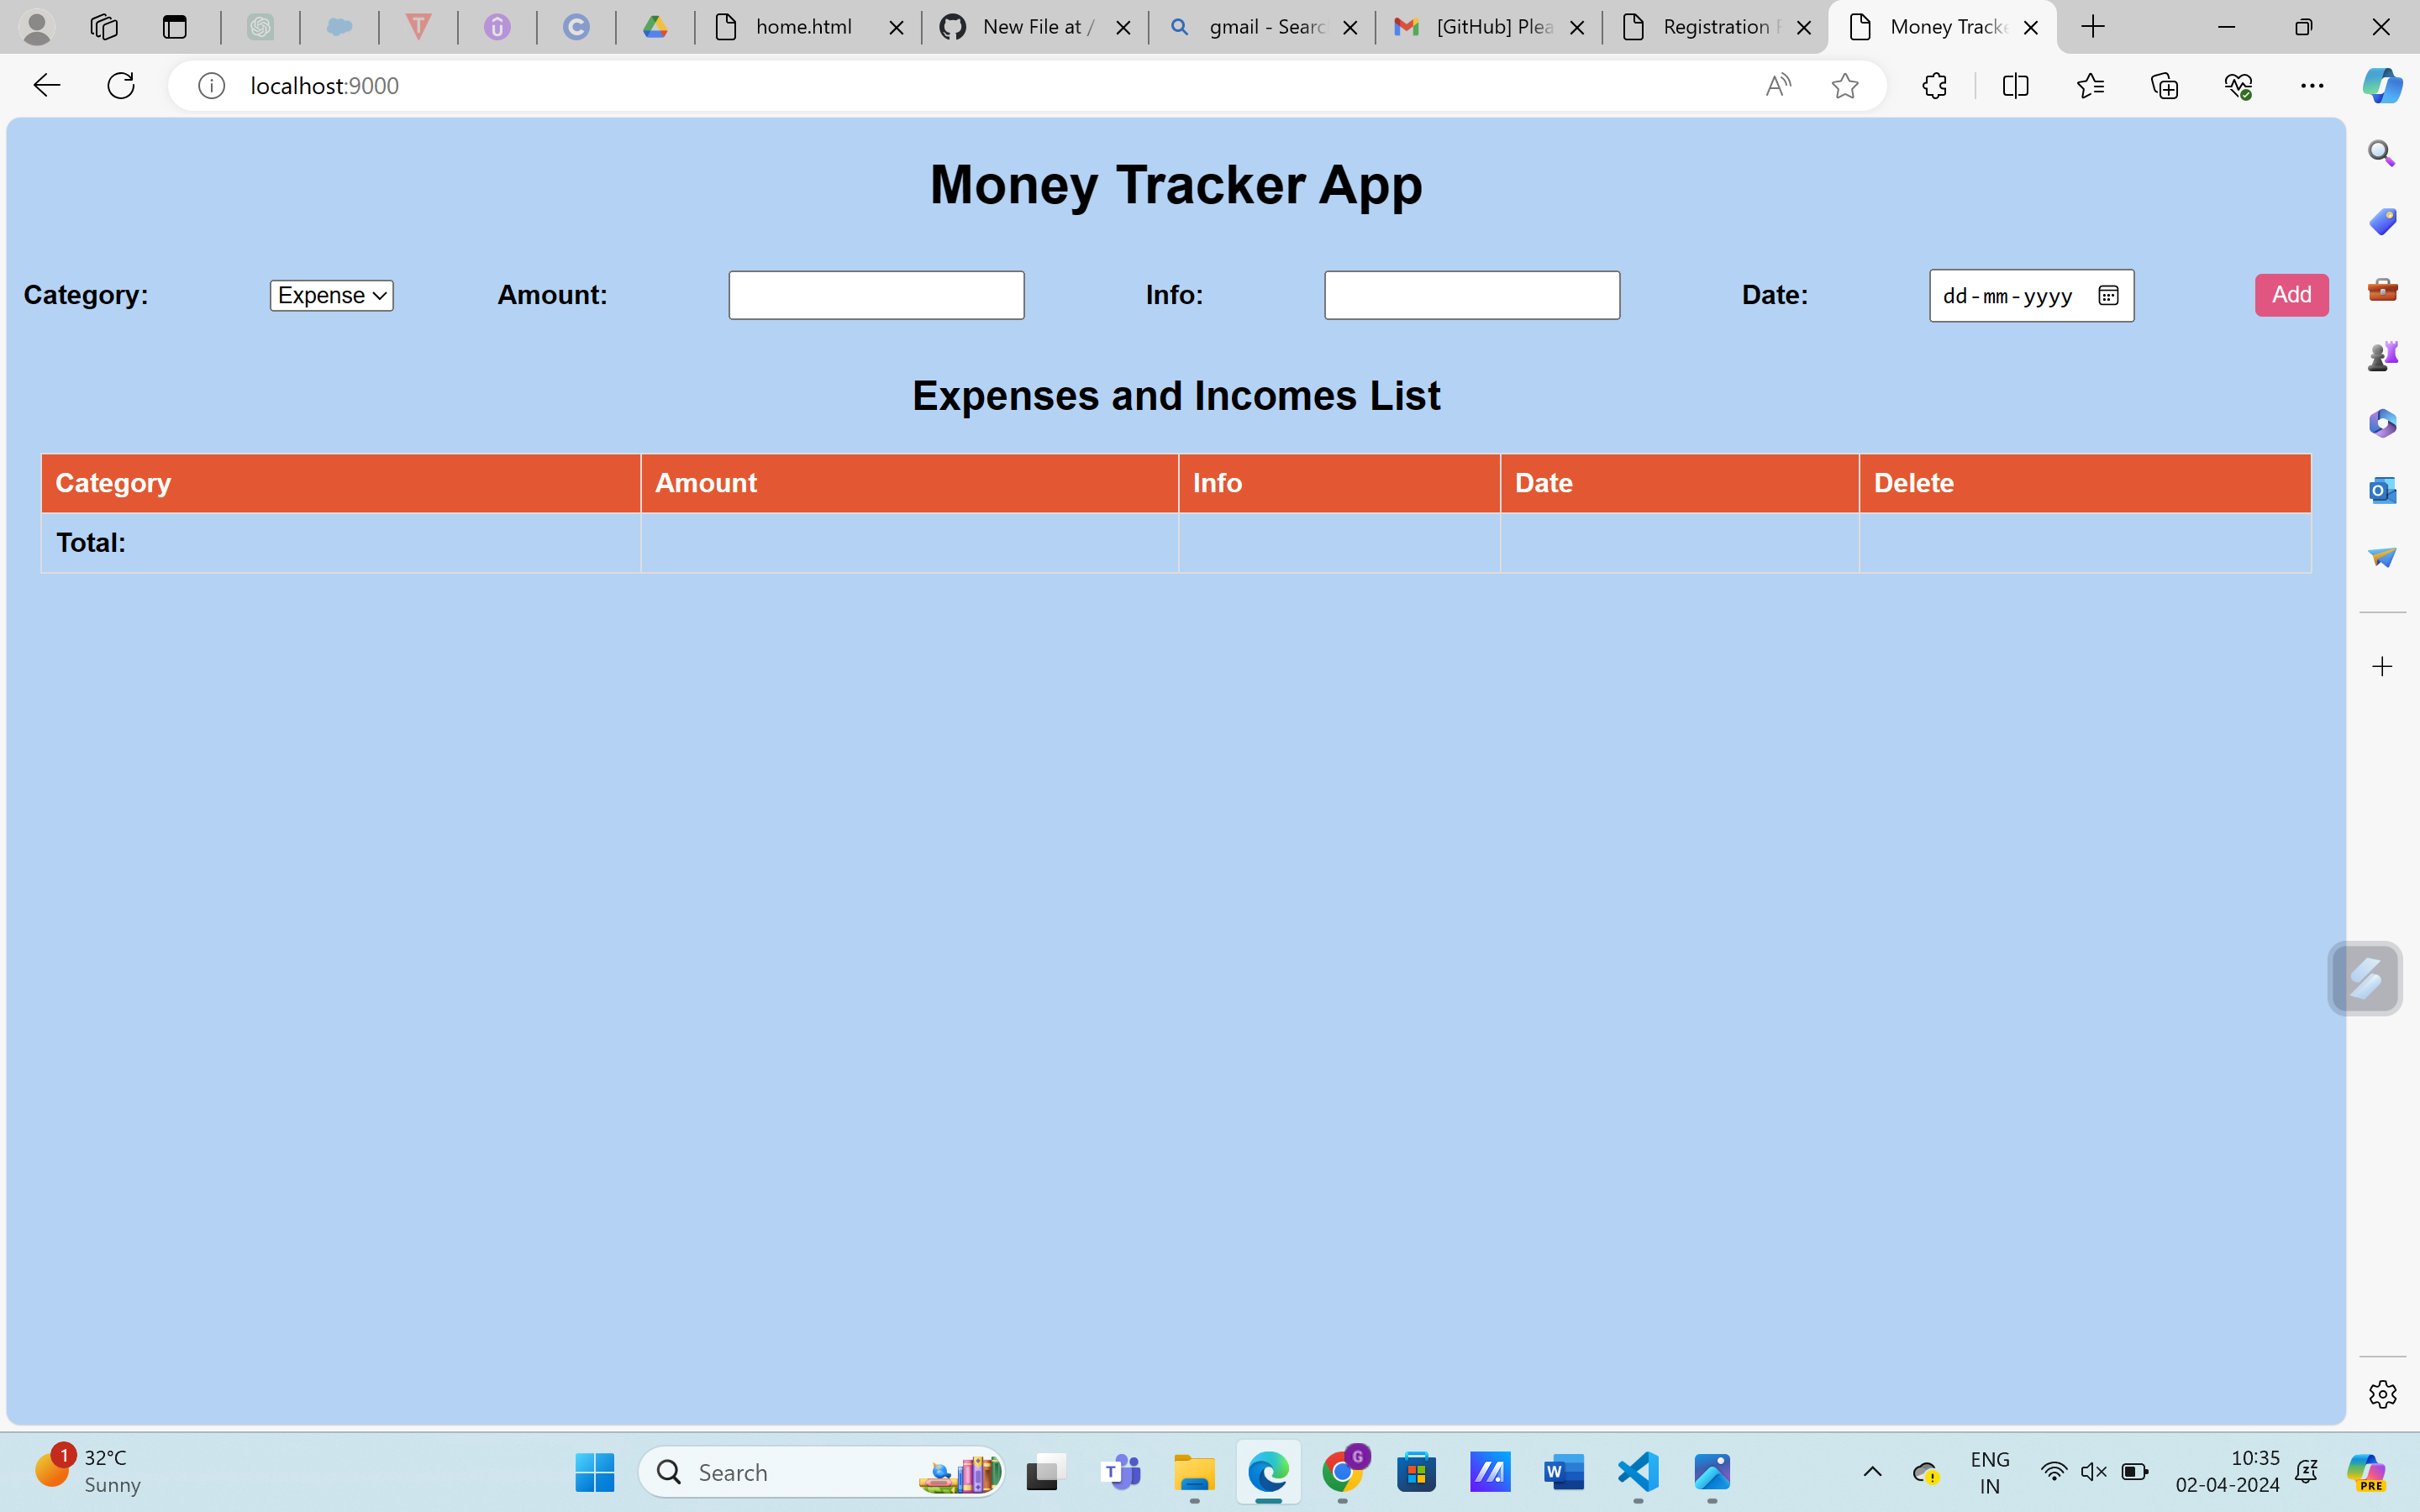 home.html
New File at /
gmail - Searc
[GitHub] Plea
Registration F
Money Tracke
localhost:9000
Money Tracker App
Category: Expense Amount: Info: Date: dd-mm-yyyy Add
Expenses and Incomes List
Category Amount Info Date Delete
Total:
1 32°C
Sunny
Search
T
G
W
ENG
IN
10:35
02-04-2024
PRE